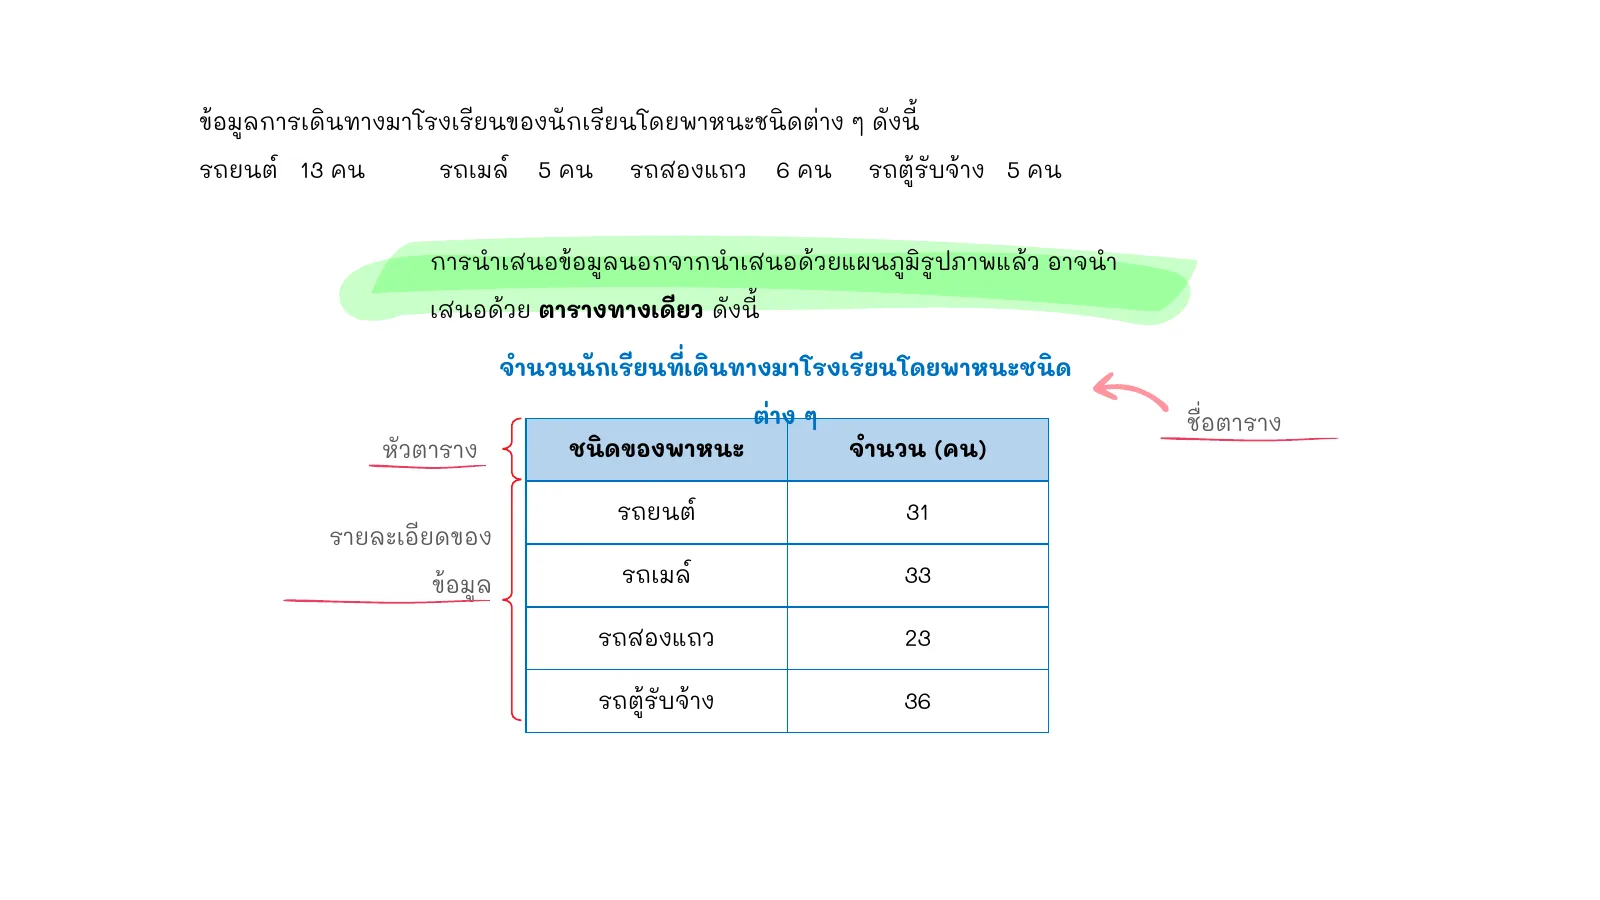 ข้อมูลการเดินทางมาโรงเรียนของนักเรียนโดยพาหนะชนิดต่าง ๆ ดังนี้
รถยนต์ 13 คน รถเมล์ 5 คน รถสองแถว 6 คน รถตู้รับจ้าง 5 คน
การนำเสนอข้อมูลนอกจากนำเสนอด้วยแผนภูมิรูปภาพแล้ว อาจนำ
เสนอด้วย ตารางทางเดียว ดังนี้
จำนวนนักเรียนที่เดินทางมาโรงเรียนโดยพาหนะชนิด
ต่าง ๆ
ชื่อตาราง
หัวตาราง
ชนิดของพาหนะ จำนวน (คน)
รายละเอียดของ
ข้อมูล
รถยนต์ 31
รถเมล์ 33
รถสองแถว 23
รถตู้รับจ้าง 36